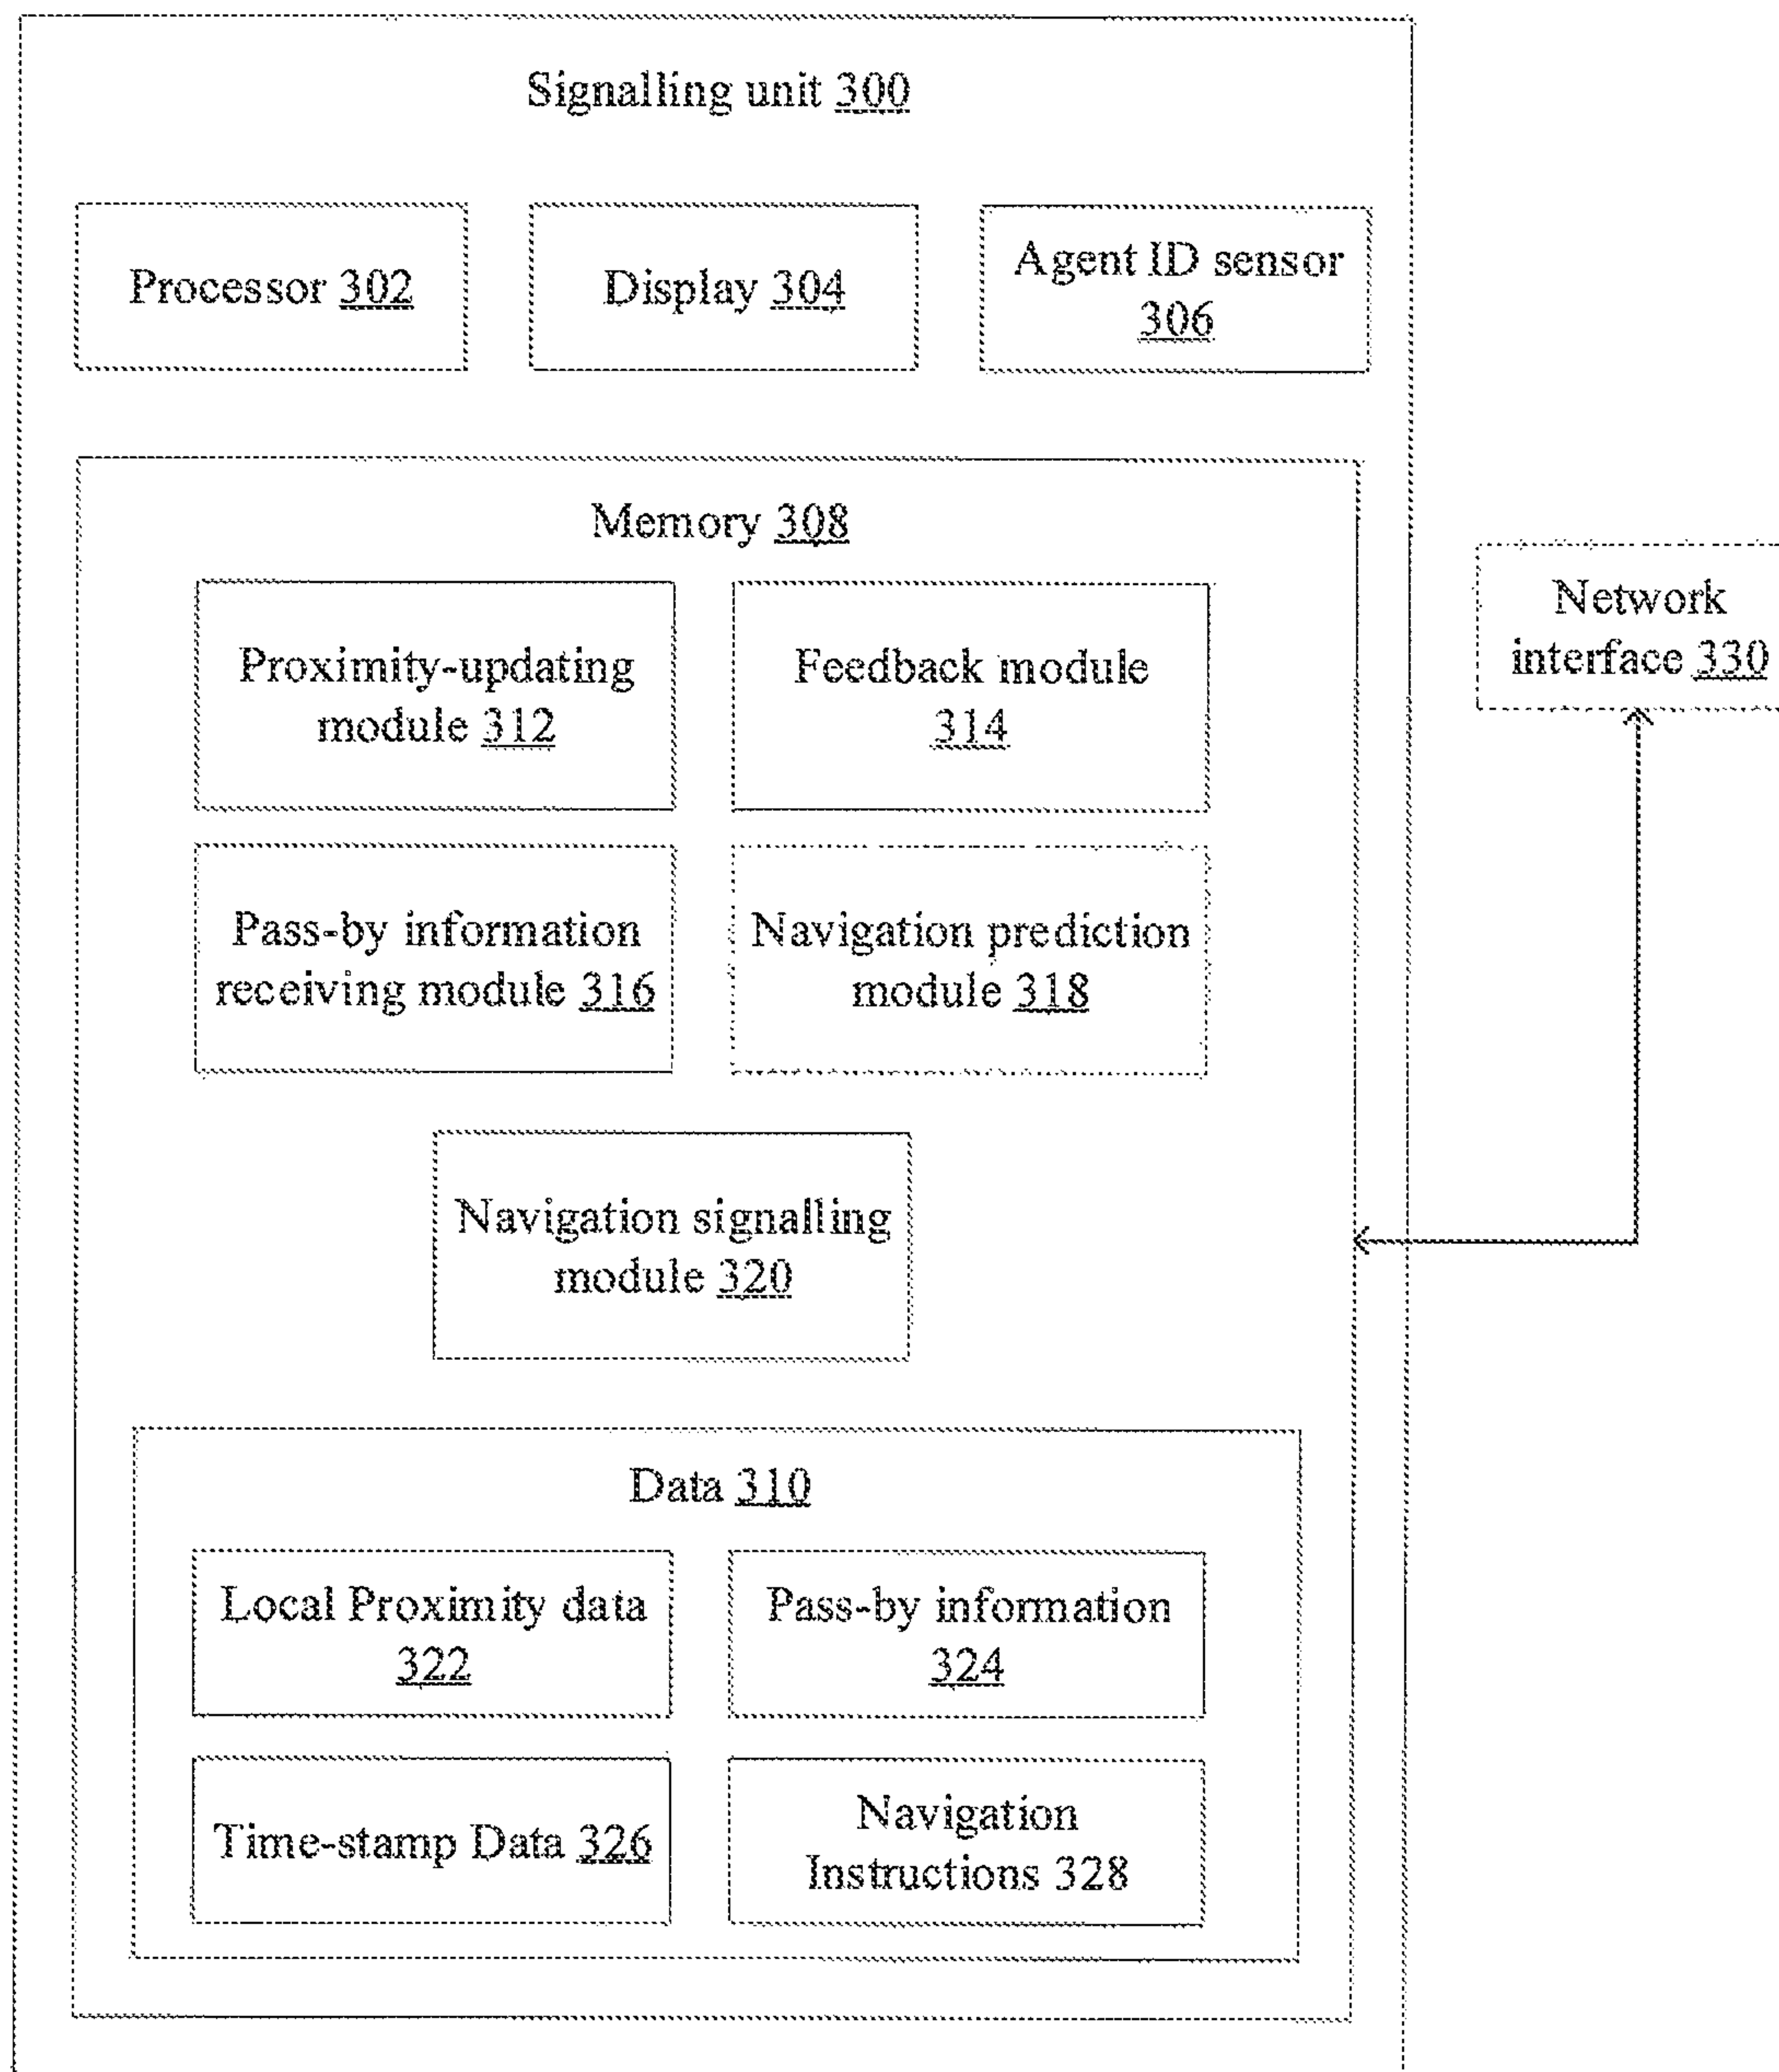 Signalling unit 300
Processor 302
Display 304
Agent ID sensor
306
Memory 308
Proximity-updating
module 312
Feedback module
314
Pass-by information
receiving module 316
Navigation prediction
module 318
Navigation signalling
module 320
Data 310
Local Proximity data
322
Pass-by information
324
Time-stamp Data 326
Navigation
Instructions 328
Network
interface 330